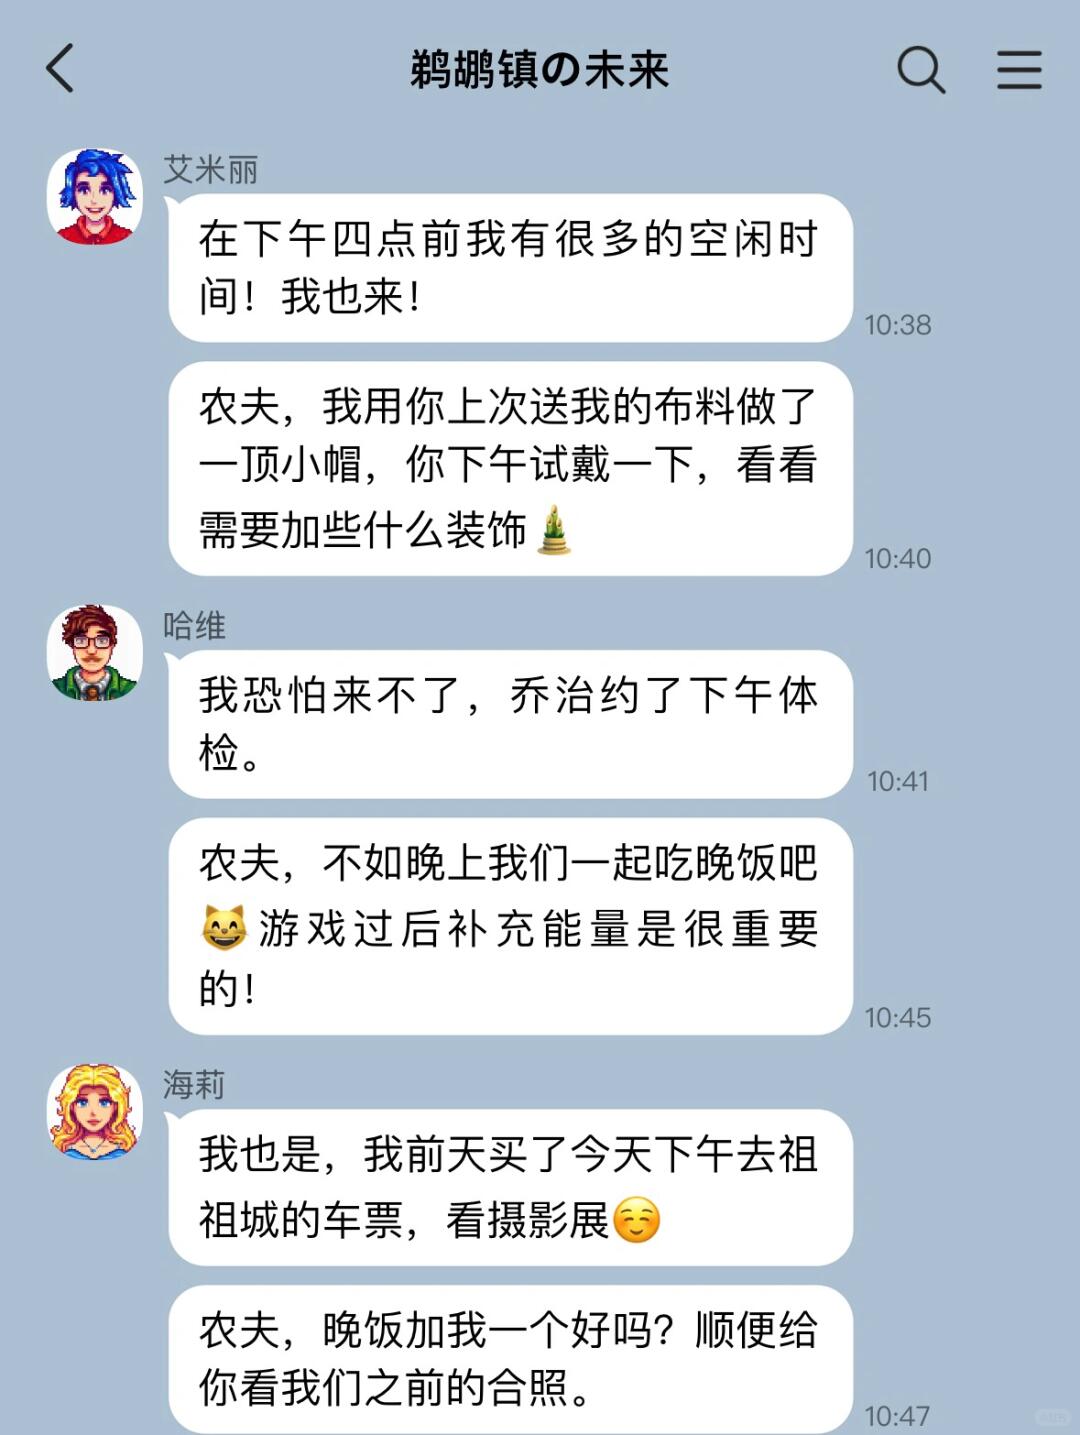 鹈鹕镇の未来
艾米丽
在下午四点前我有很多的空闲时
间！我也来！
10:38
农夫，我用你上次送我的布料做了
一顶小帽，你下午试戴一下，看看
需要加些什么装饰🎍
10:40
哈维
我恐怕来不了，乔治约了下午体
检。
10:41
农夫，不如晚上我们一起吃晚饭吧
😸游戏过后补充能量是很重要
的！
10:45
海莉
我也是，我前天买了今天下午去祖
祖城的车票，看摄影展☺️
农夫，晚饭加我一个好吗？顺便给
你看我们之前的合照。
10:47